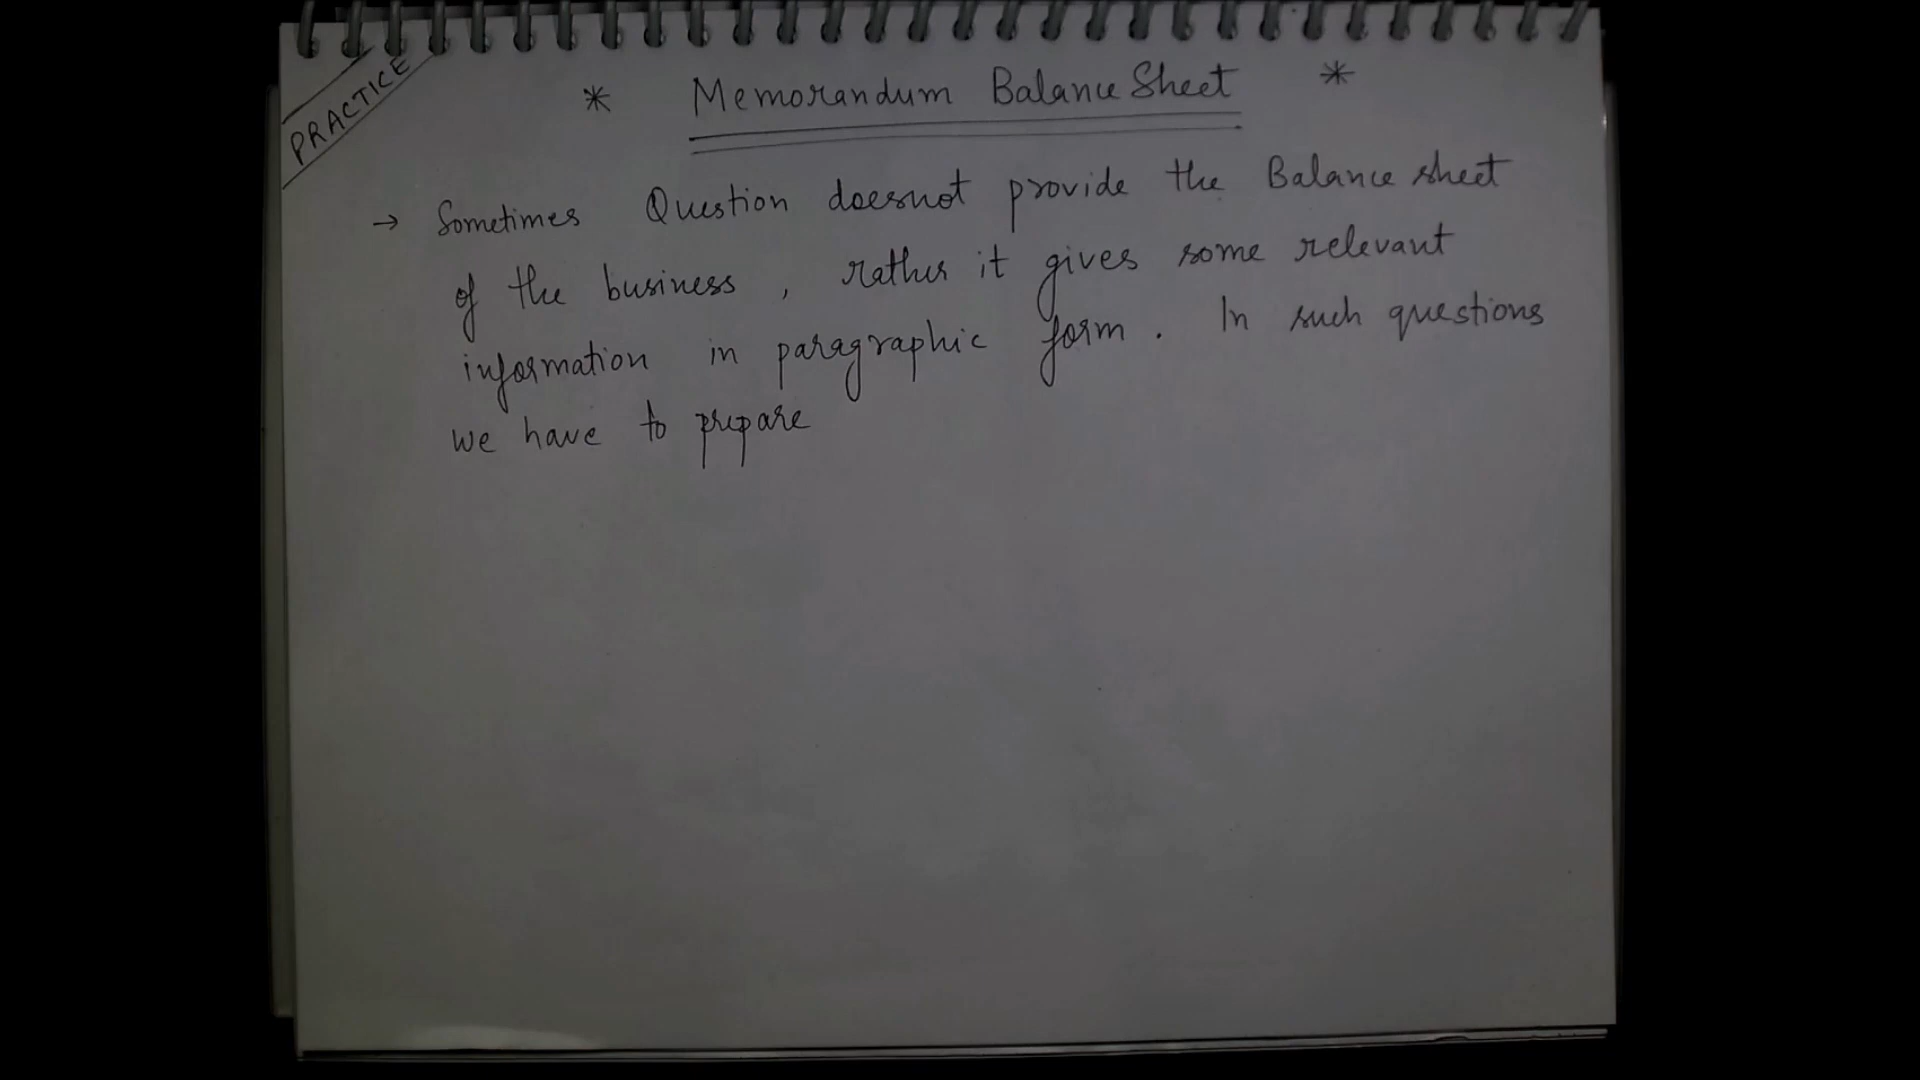 PRACTICE
* Memorandum Balance Sheet *
→ Sometimes Question doesnot provide the Balance sheet
of the business , rather it gives some relevant
information in paragraphic form . In such questions
we have to prepare